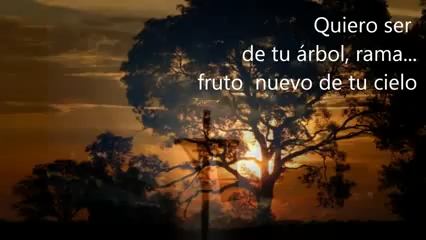 Quiero ser
de tu árbol, rama...
fruto nuevo de tu cielo